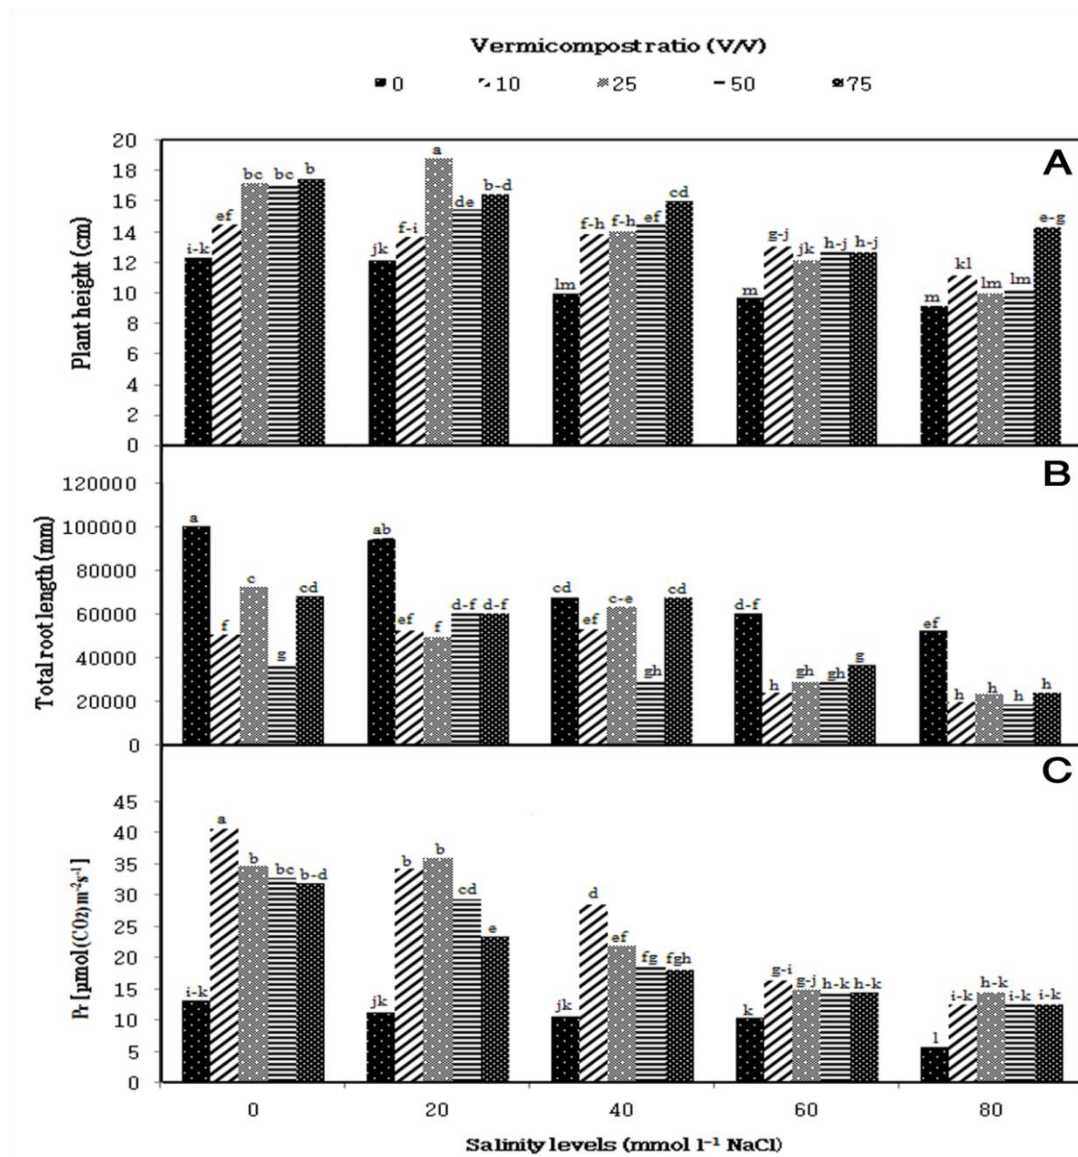 Vermicompost ratio (V/V)
0 10 25 50 75
A
Plant height (cm)
20
18
16
14
12
10
8
6
4
2
0
i-k ef bc bc b
jk f-i a de b-d
lm f-h f-h ef cd
m g-j jk h-j h-j
m kl lm lm e-g
B
Total root length (mm)
120000
100000
80000
60000
40000
20000
0
a f c g cd
ab ef f d-f d-f
cd ef c-e gh cd
d-f h gh gh g
ef h h h h
C
Pr [µmol (CO2) m⁻²s⁻¹]
45
40
35
30
25
20
15
10
5
0
i-k a b bc b-d
jk b b cd e
jk d ef fg fgh
k g-i g-j h-k h-k
l i-k h-k i-k i-k
0 20 40 60 80
Salinity levels (mmol l⁻¹ NaCl)